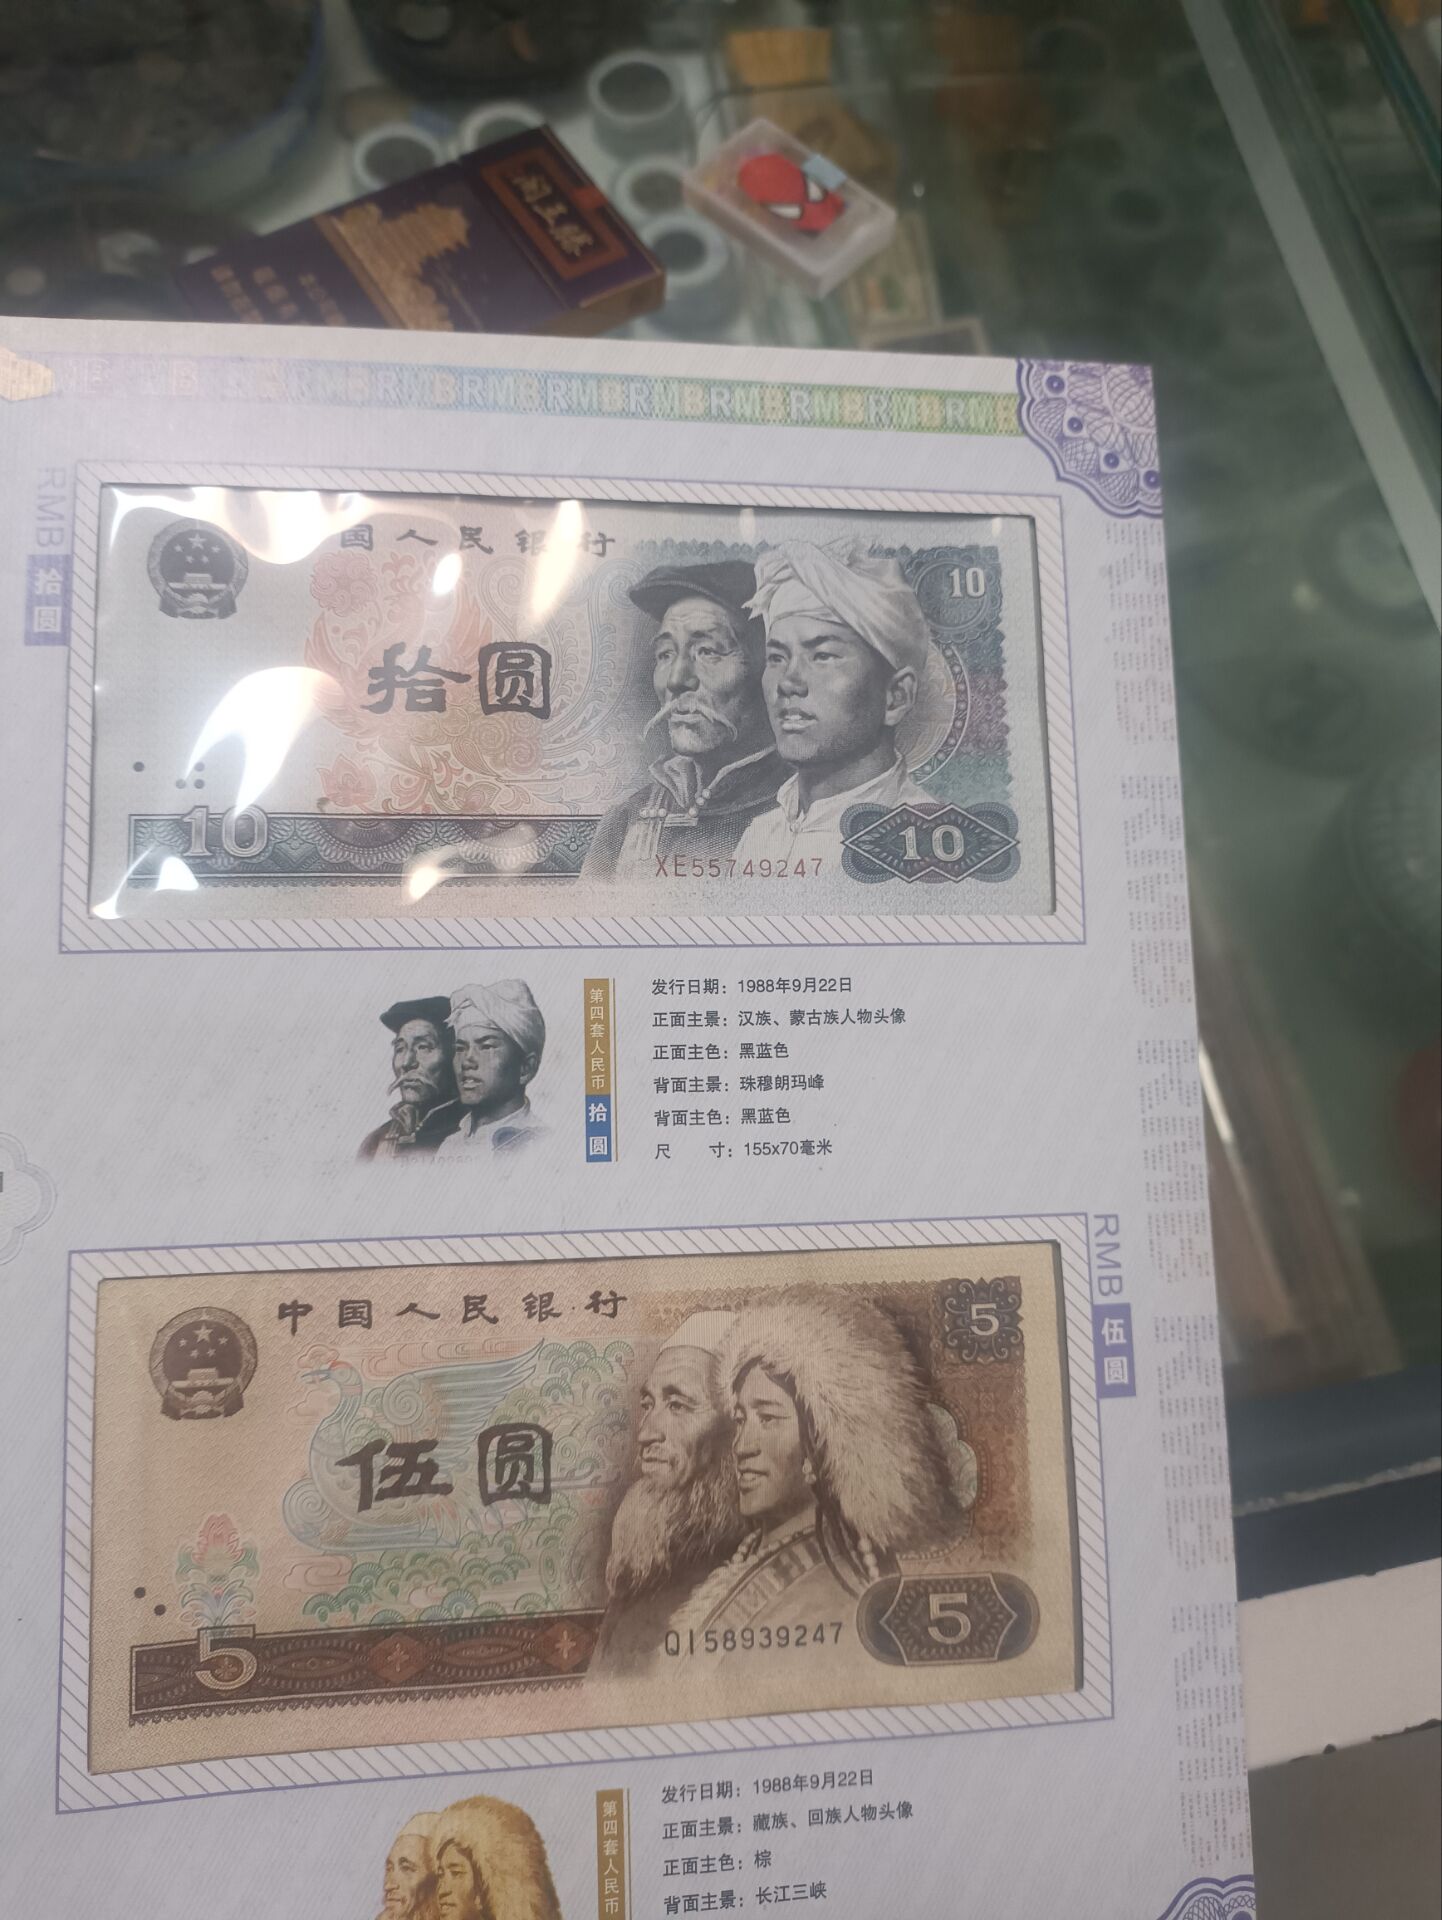 阎王殿
RMBRMBRMBRMBRMBRMBRMB
RMB
拾圆
国人民银行
10
拾圆
10
10
XE55749247
第四套人民币
拾圆
发行日期：1988年9月22日
正面主景：汉族、蒙古族人物头像
正面主色：黑蓝色
背面主景：珠穆朗玛峰
背面主色：黑蓝色
尺 寸：155x70毫米
RMB
伍圆
中国人民银行
5
伍圆
5
5
QI58939247
第四套人民币
发行日期：1988年9月22日
正面主景：藏族、回族人物头像
正面主色：棕
背面主景：长江三峡